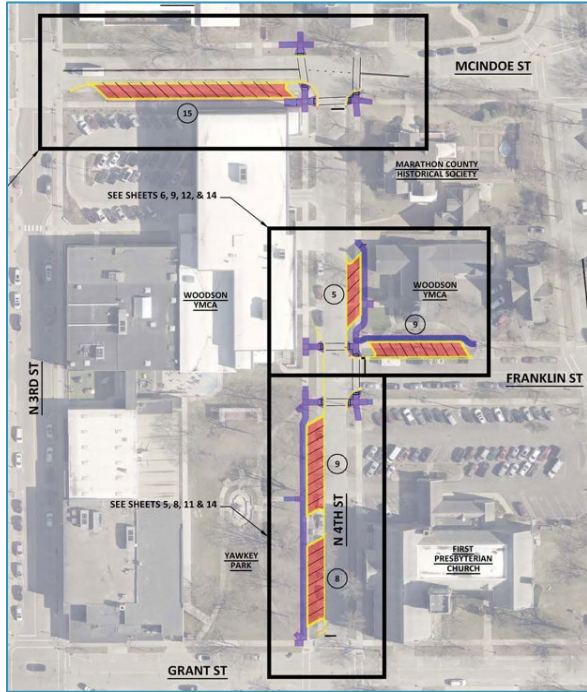 MCINDOE ST
15
MARATHON COUNTY
HISTORICAL SOCIETY
SEE SHEETS 6, 9, 12, & 14
5
WOODSON
YMCA
WOODSON
YMCA
9
N 3RD ST
FRANKLIN ST
9
N 4TH ST
SEE SHEETS 5, 8, 11 & 14
YAWKEY
PARK
8
FIRST
PRESBYTERIAN
CHURCH
GRANT ST